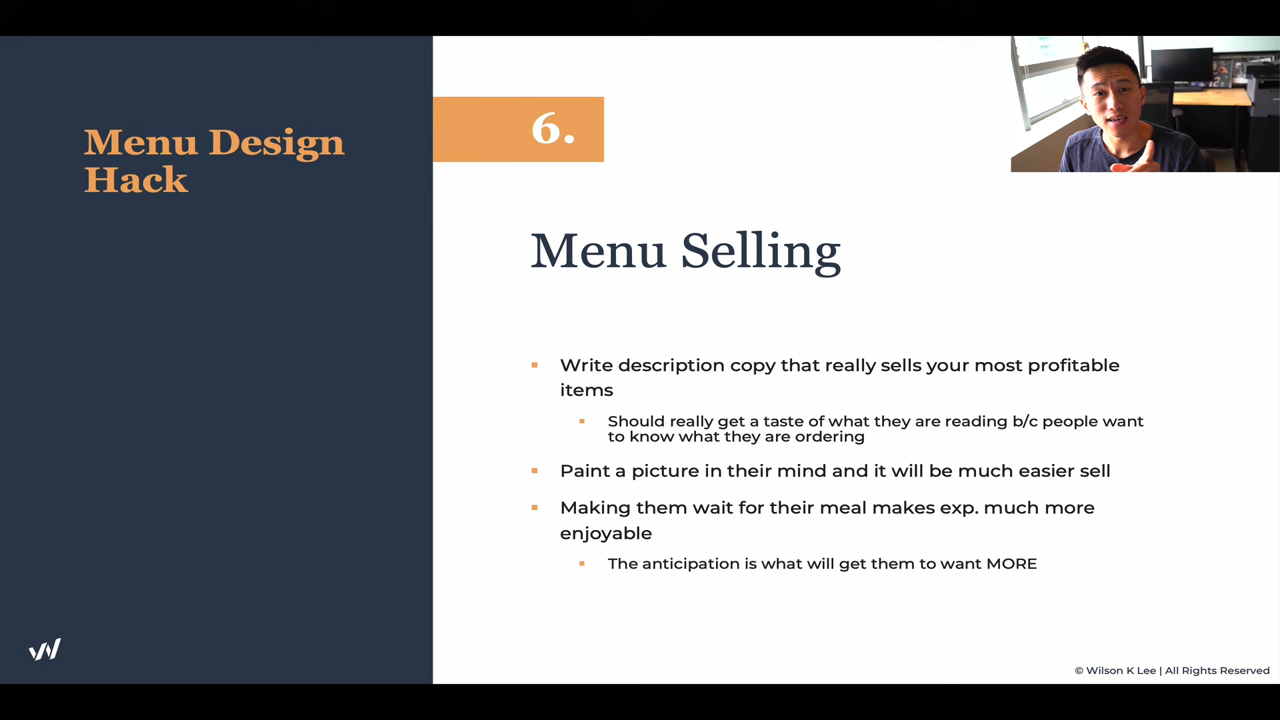 Menu Design
Hack
6.
Menu Selling
Write description copy that really sells your most profitable
items
Should really get a taste of what they are reading b/c people want
to know what they are ordering
Paint a picture in their mind and it will be much easier sell
Making them wait for their meal makes exp. much more
enjoyable
The anticipation is what will get them to want MORE
© Wilson K Lee | All Rights Reserved